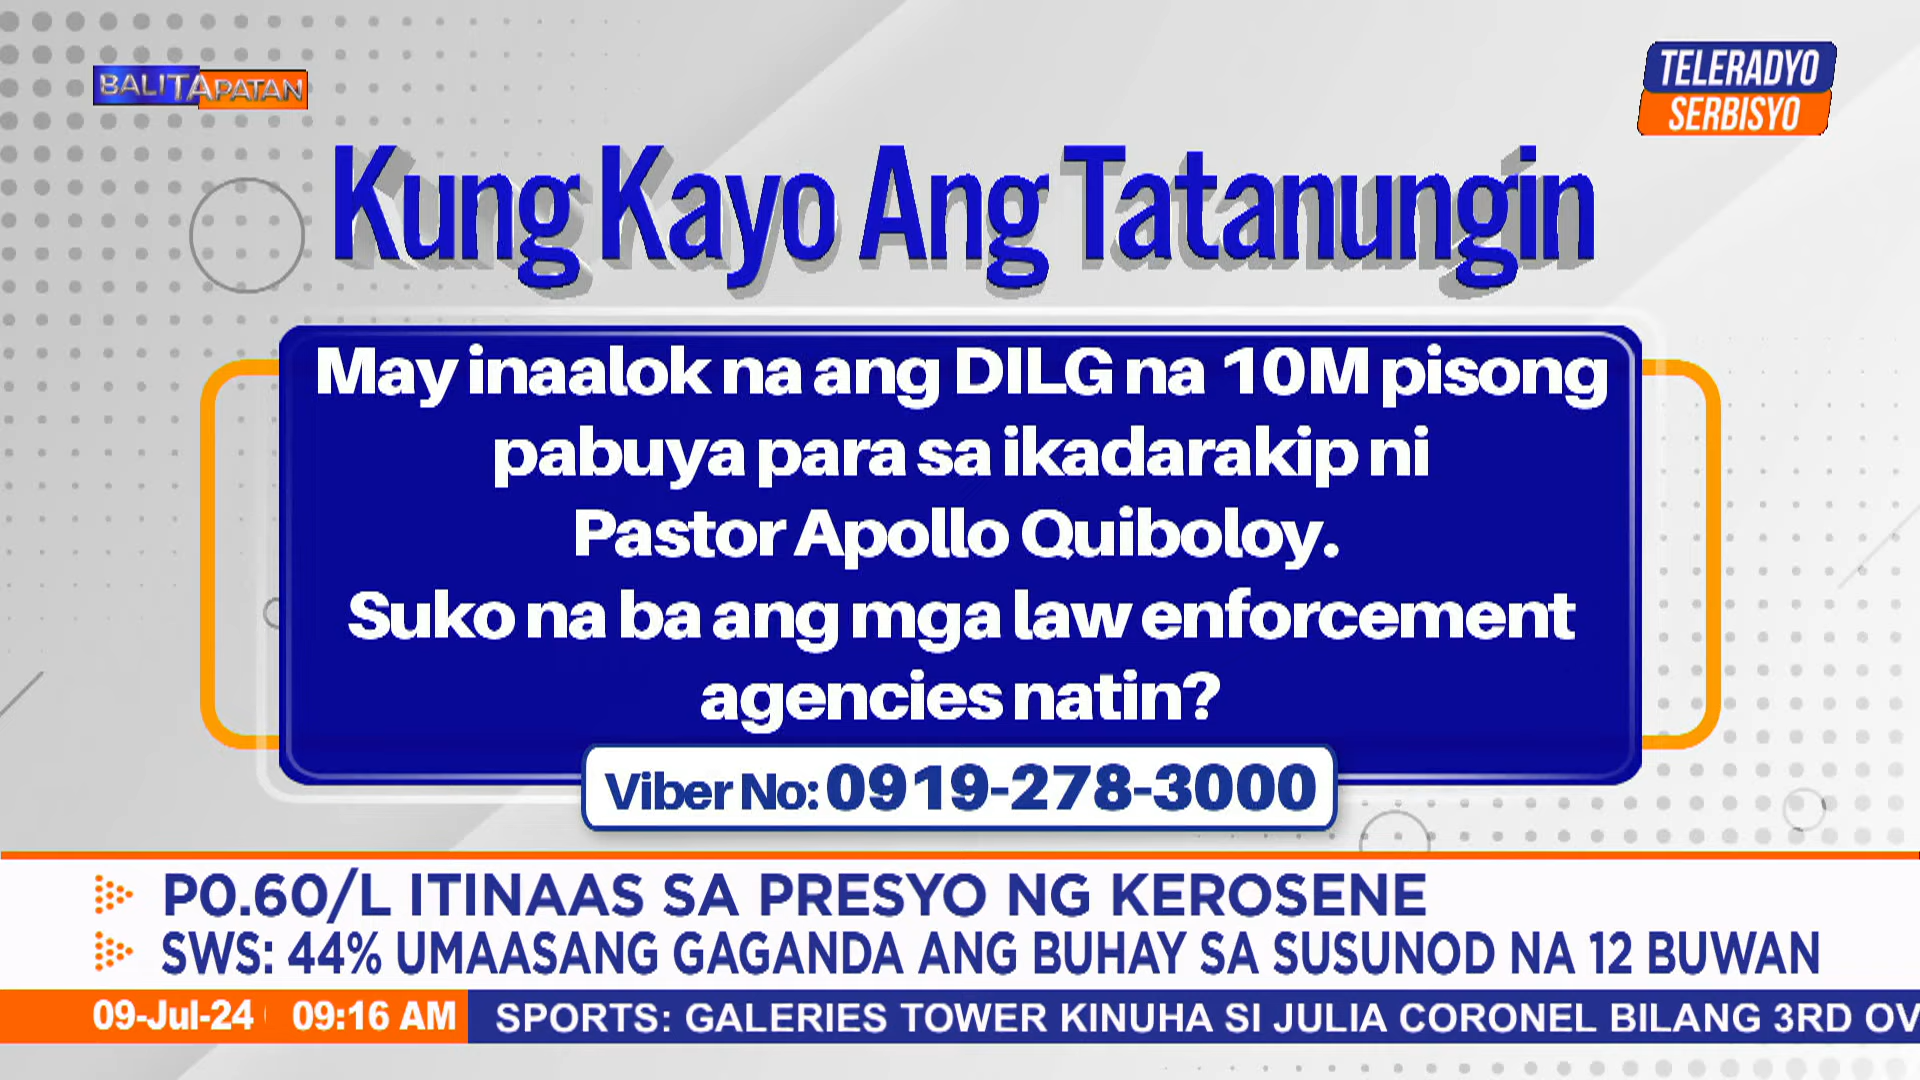 BALITAPATAN
TELERADYO
SERBISYO
Kung Kayo Ang Tatanungin
May inaalok na ang DILG na 10M pisong
pabuya para sa ikadarakip ni
Pastor Apollo Quiboloy.
Suko na ba ang mga law enforcement
agencies natin?
Viber No: 0919-278-3000
P0.60/L ITINAAS SA PRESYO NG KEROSENE
SWS: 44% UMAASANG GAGANDA ANG BUHAY SA SUSUNOD NA 12 BUWAN
09-Jul-24 09:16 AM SPORTS: GALERIES TOWER KINUHA SI JULIA CORONEL BILANG 3RD OV